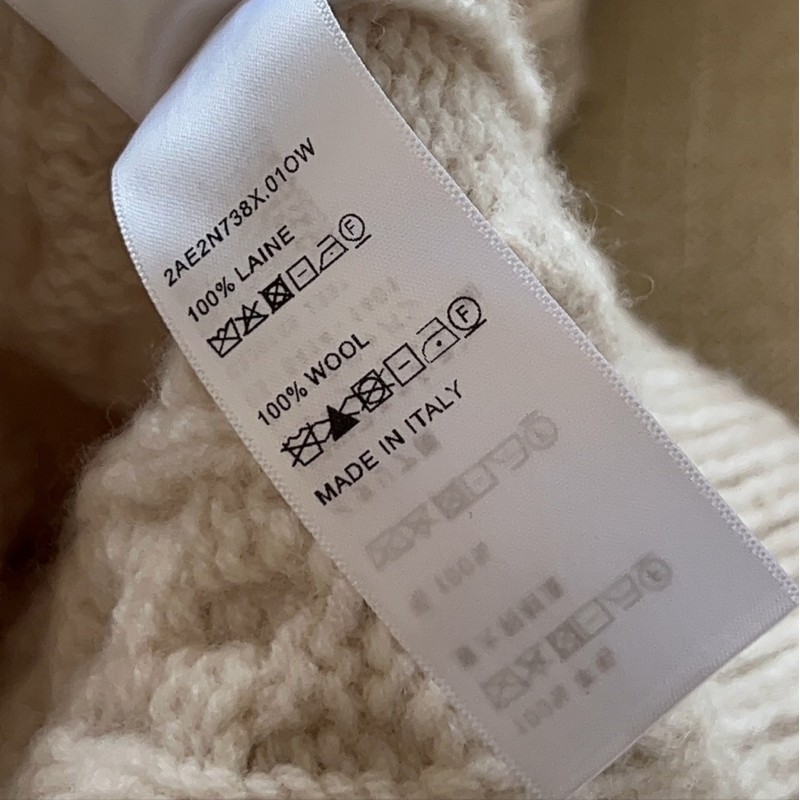 2AE2N738X.01OW
100% LAINE
F
100% WOOL
F
MADE IN ITALY